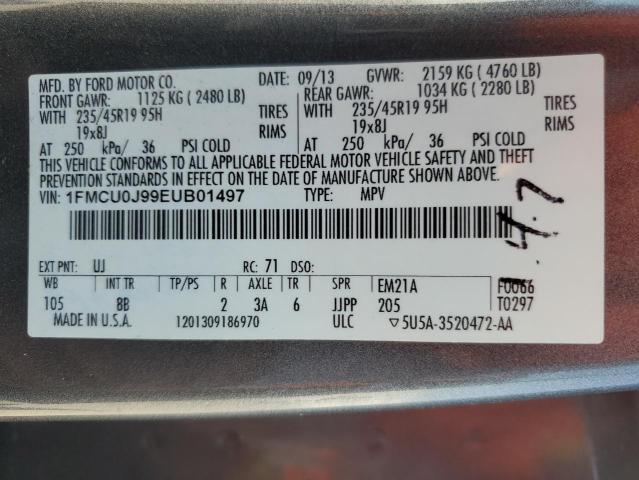 MFD. BY FORD MOTOR CO. DATE: 09/13 GVWR: 2159 KG (4760 LB)
FRONT GAWR: 1125 KG (2480 LB) REAR GAWR: 1034 KG (2280 LB)
WITH 235/45R19 95H TIRES WITH 235/45R19 95H TIRES
19x8J RIMS 19x8J RIMS
AT 250 kPa/ 36 PSI COLD AT 250 kPa/ 36 PSI COLD
THIS VEHICLE CONFORMS TO ALL APPLICABLE FEDERAL MOTOR VEHICLE SAFETY AND THEFT
PREVENTION STANDARDS IN EFFECT ON THE DATE OF MANUFACTURE SHOWN ABOVE.
VIN: 1FMCU0J99EUB01497 TYPE: MPV
4.7
EXT PNT: UJ RC: 71 DSO:
WB INT TR TP/PS R AXLE TR SPR EM21A F0066
105 8B 2 3A 6 JJPP 205 T0297
MADE IN U.S.A. 1201309186970 ULC ▽5U5A-3520472-AA